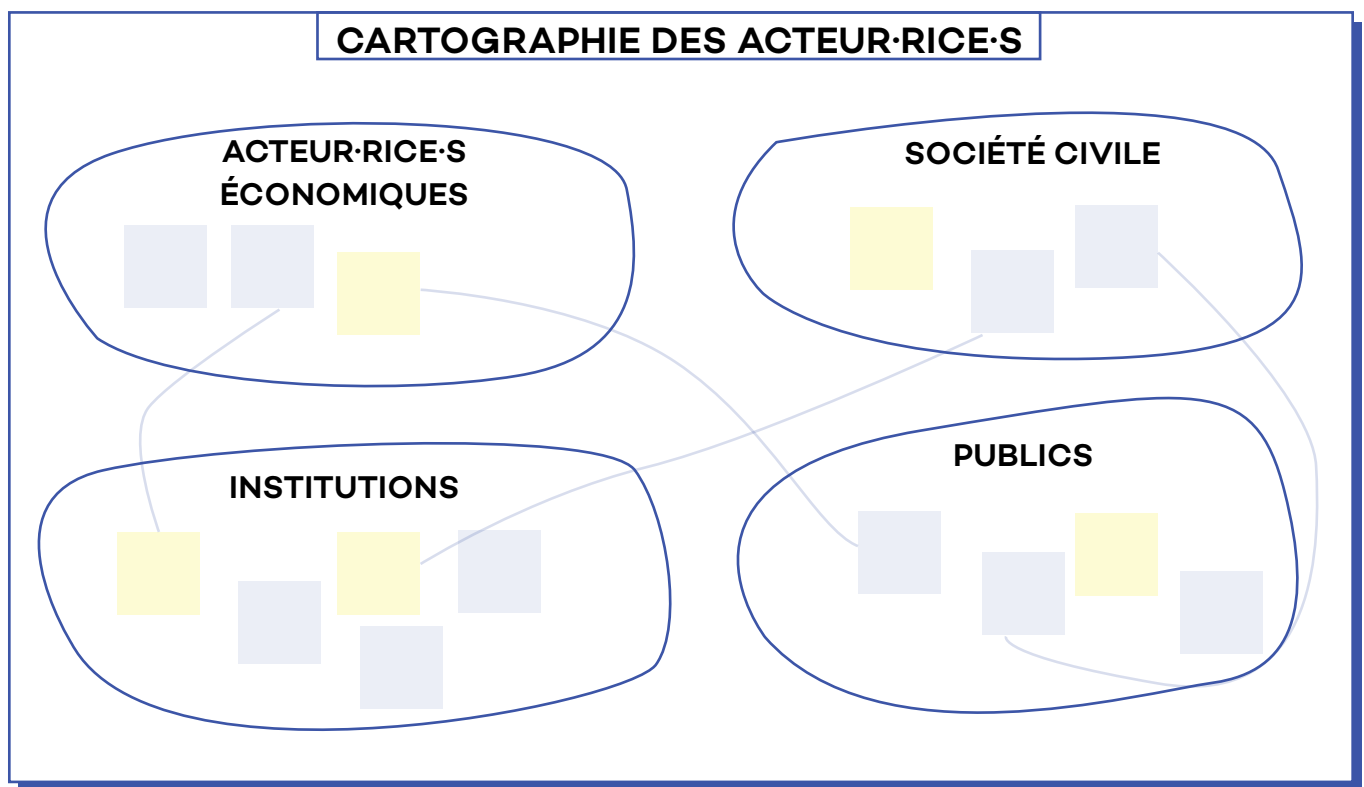 CARTOGRAPHIE DES ACTEUR·RICE·S
ACTEUR·RICE·S
ÉCONOMIQUES
SOCIÉTÉ CIVILE
INSTITUTIONS
PUBLICS